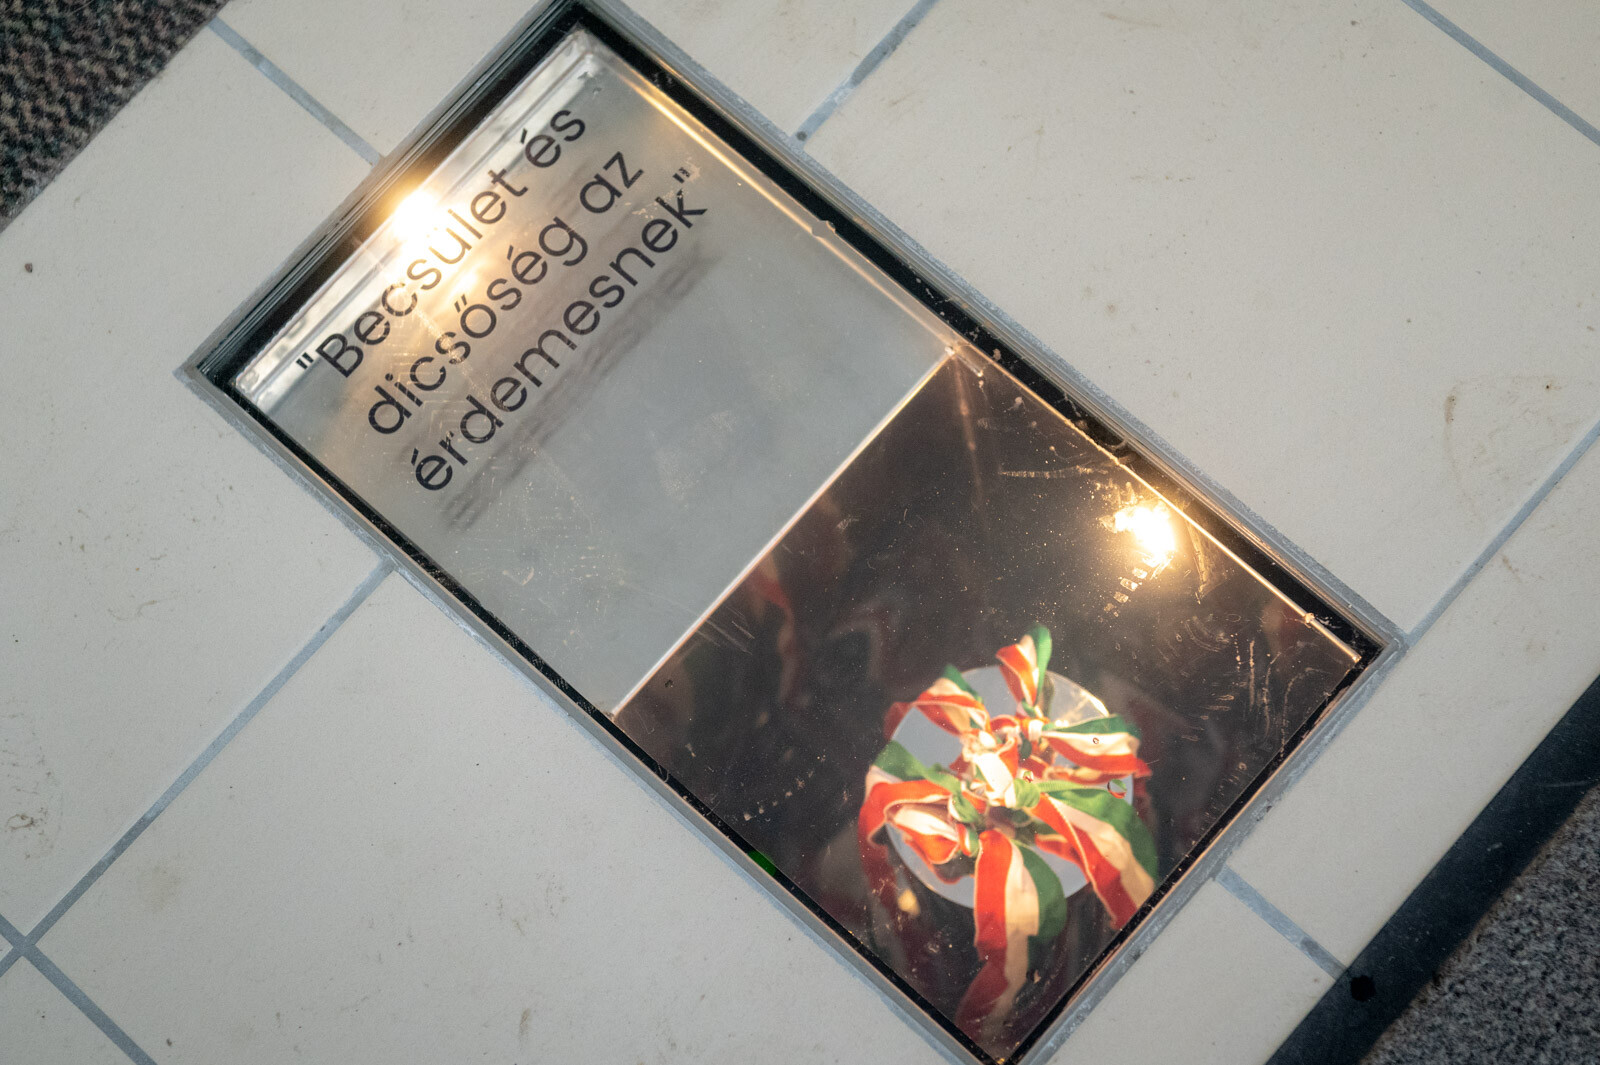 "Becsület és
dicsőség az
érdemesnek"